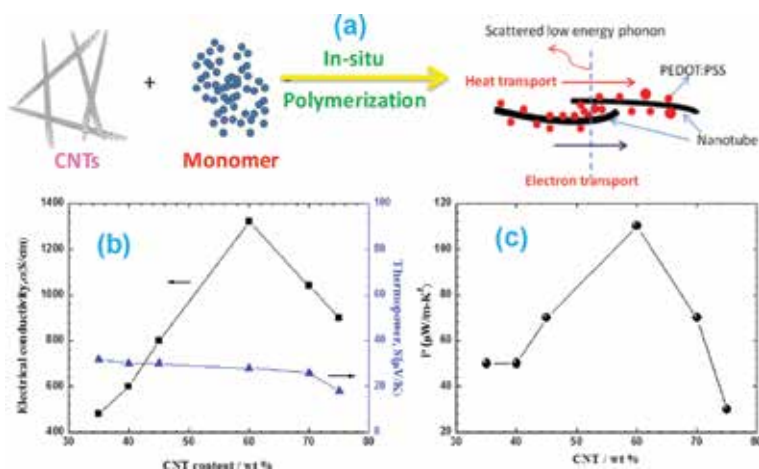 (a)
Scattered low energy phonon
In-situ
Polymerization
+
CNTs
Monomer
Heat transport
PEDOT:PSS
Nanotube
Electron transport
(b)
Electrical conductivity,σ(S/cm)
1400
1200
1000
800
600
400
100
80
60
40
20
0
Thermopower, S(μV/K)
30 40 50 60 70 80
CNT content / wt %
(c)
120
100
80
60
40
20
30 40 50 60 70 80
CNT / wt %